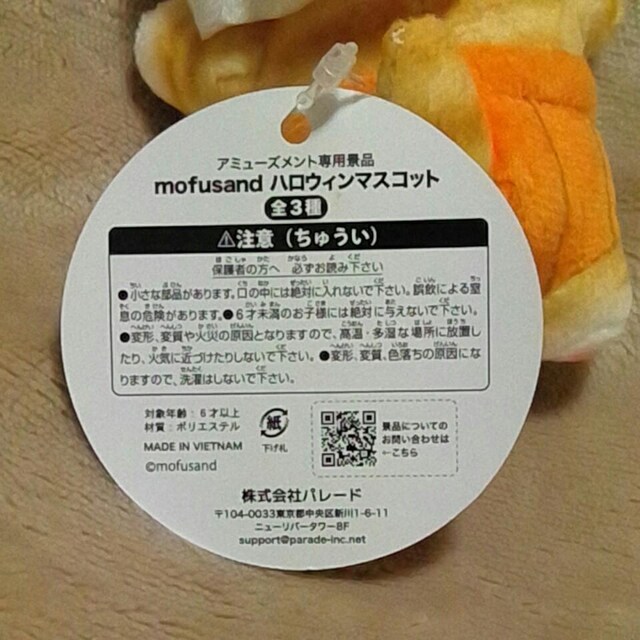 アミューズメント専用景品
mofusand ハロウィンマスコット
全3種
⚠注意（ちゅうい）
保護者の方へ 必ずお読み下さい
●小さな部品があります。口の中には絶対に入れないで下さい。誤飲による窒
息の危険があります。●6才未満のお子様には絶対に与えないで下さい。
●変形、変質や火災の原因となりますので、高温・多湿な場所に放置し
たり、火気に近づけたりしないで下さい。●変形、変質、色落ちの原因にな
りますので、洗濯はしないで下さい。
対象年齢：6才以上
材質：ポリエステル
MADE IN VIETNAM
©mofusand
紙
下げ札
景品についての
お問い合わせは
←こちら
株式会社パレード
〒104-0033東京都中央区新川1-6-11
ニューリバータワー8F
support@parade-inc.net